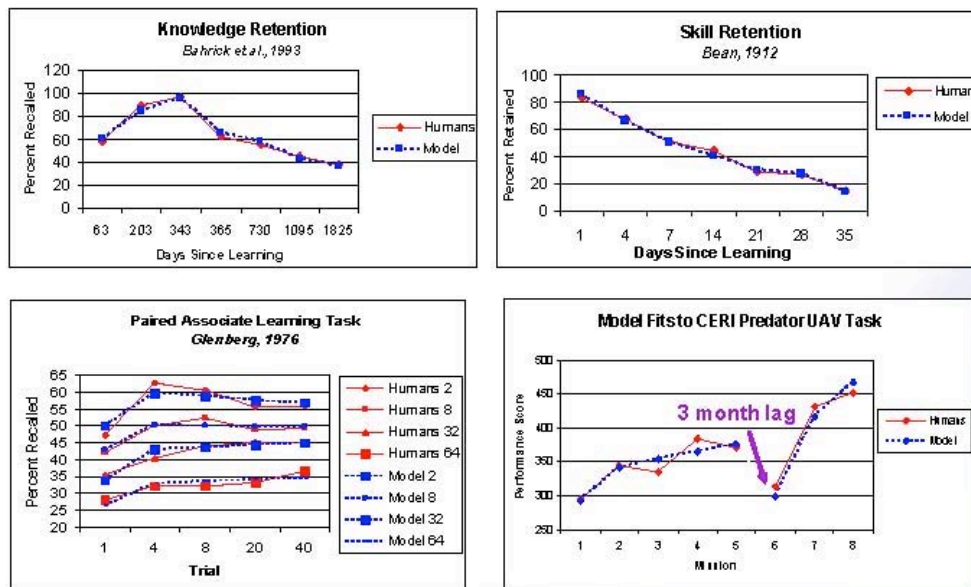 Knowledge Retention
Bahrick et al., 1993
Percent Recalled
120
100
80
60
40
20
0
63 203 343 365 730 1095 1825
Days Since Learning
Humans
Model
Skill Retention
Bean, 1912
Percent Retained
100
80
60
40
20
0
1 4 7 14 21 28 35
Days Since Learning
Humans
Model
Paired Associate Learning Task
Glenberg, 1976
Percent Recalled
65
60
55
50
45
40
35
30
25
20
1 4 8 20 40
Trial
Humans 2
Humans 8
Humans 32
Humans 64
Model 2
Model 8
Model 32
Model 64
Model Fits to CERI Predator UAV Task
Performance Score
500
450
400
350
300
250
3 month lag
1 2 3 4 5 6 7 8
Mission
Humans
Model